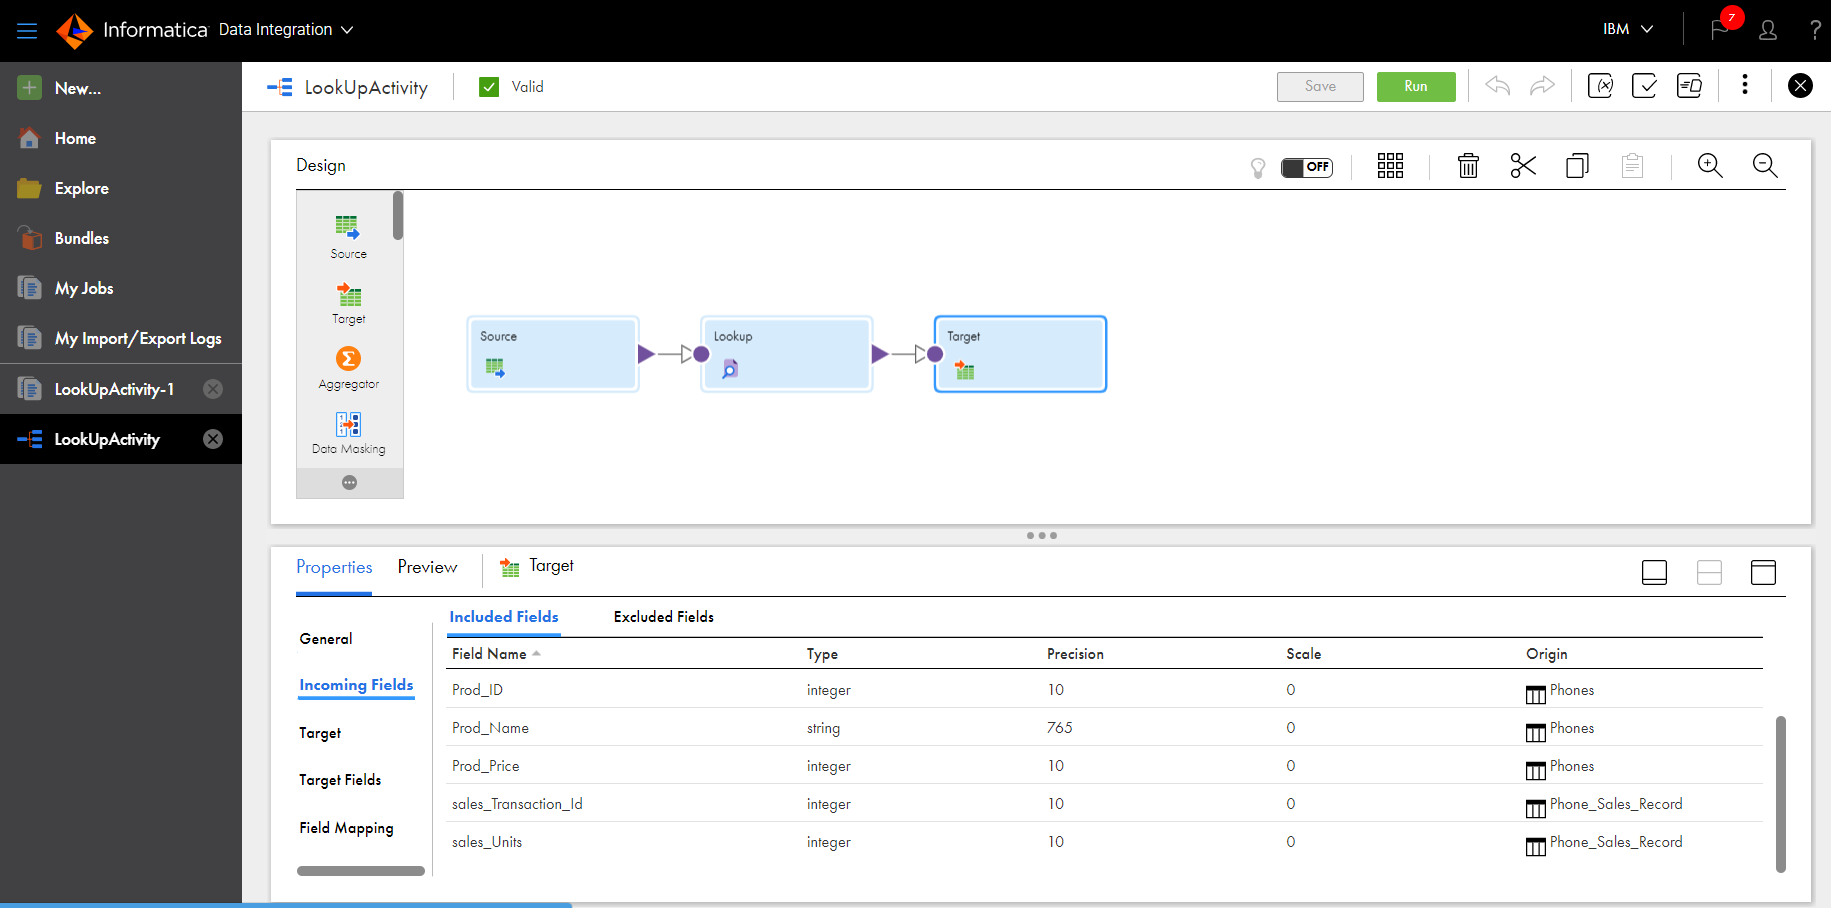 Informatica Data Integration
IBM
7
?
New...
Home
Explore
Bundles
My Jobs
My Import/Export Logs
LookUpActivity-1
LookUpActivity
LookUpActivity
Valid
Save
Run
Design
OFF
Source
Target
Aggregator
Data Masking
Source
Lookup
Target
Properties
Preview
Target
General
Incoming Fields
Target
Target Fields
Field Mapping
Included Fields Excluded Fields
Field Name Type Precision Scale Origin
Prod_ID integer 10 0 Phones
Prod_Name string 765 0 Phones
Prod_Price integer 10 0 Phones
sales_Transaction_Id integer 10 0 Phone_Sales_Record
sales_Units integer 10 0 Phone_Sales_Record